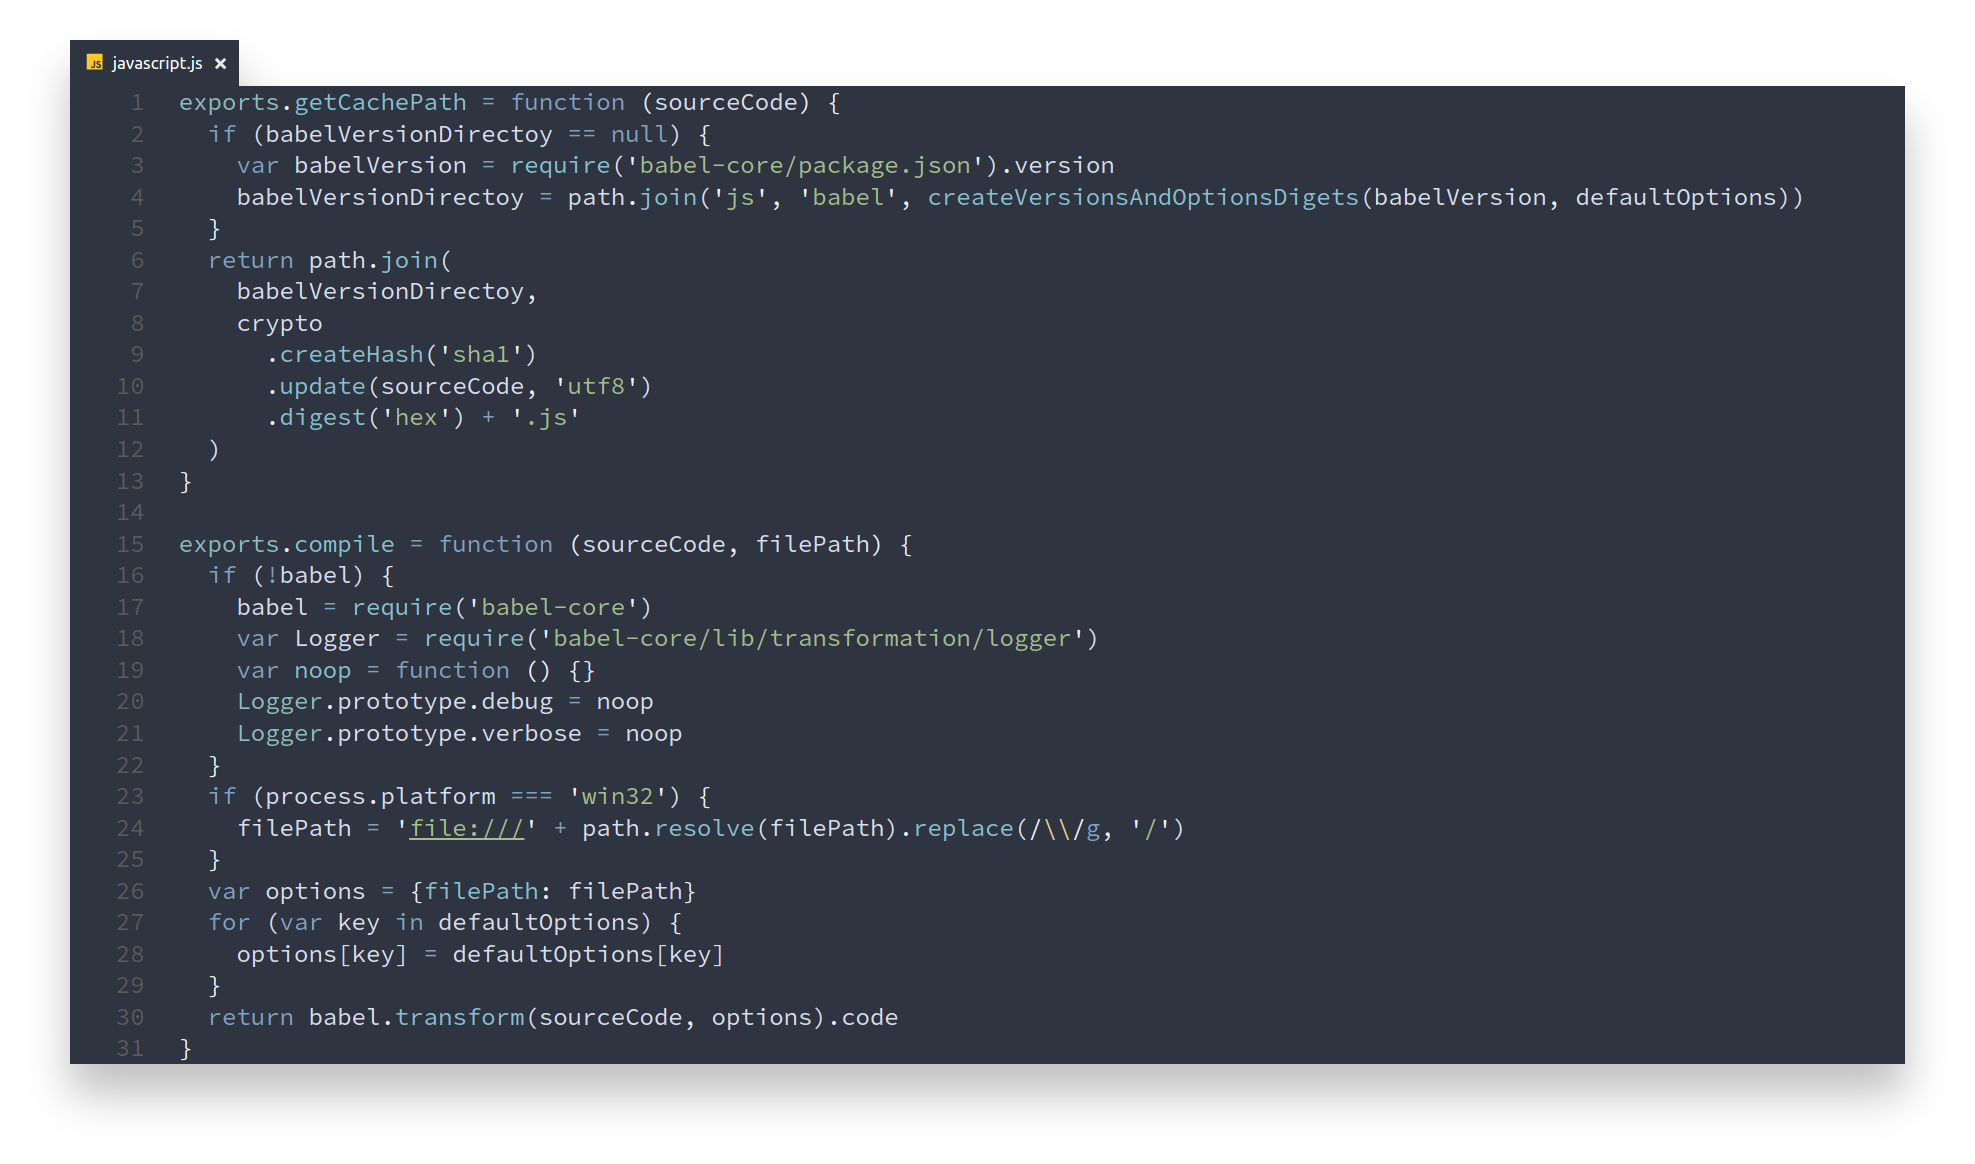 JS javascript.js ×
1 exports.getCachePath = function (sourceCode) {
2 if (babelVersionDirectoy == null) {
3 var babelVersion = require('babel-core/package.json').version
4 babelVersionDirectoy = path.join('js', 'babel', createVersionsAndOptionsDigets(babelVersion, defaultOptions))
5 }
6 return path.join(
7 babelVersionDirectoy,
8 crypto
9 .createHash('sha1')
10 .update(sourceCode, 'utf8')
11 .digest('hex') + '.js'
12 )
13 }
14
15 exports.compile = function (sourceCode, filePath) {
16 if (!babel) {
17 babel = require('babel-core')
18 var Logger = require('babel-core/lib/transformation/logger')
19 var noop = function () {}
20 Logger.prototype.debug = noop
21 Logger.prototype.verbose = noop
22 }
23 if (process.platform === 'win32') {
24 filePath = 'file:///' + path.resolve(filePath).replace(/\\/g, '/')
25 }
26 var options = {filePath: filePath}
27 for (var key in defaultOptions) {
28 options[key] = defaultOptions[key]
29 }
30 return babel.transform(sourceCode, options).code
31 }